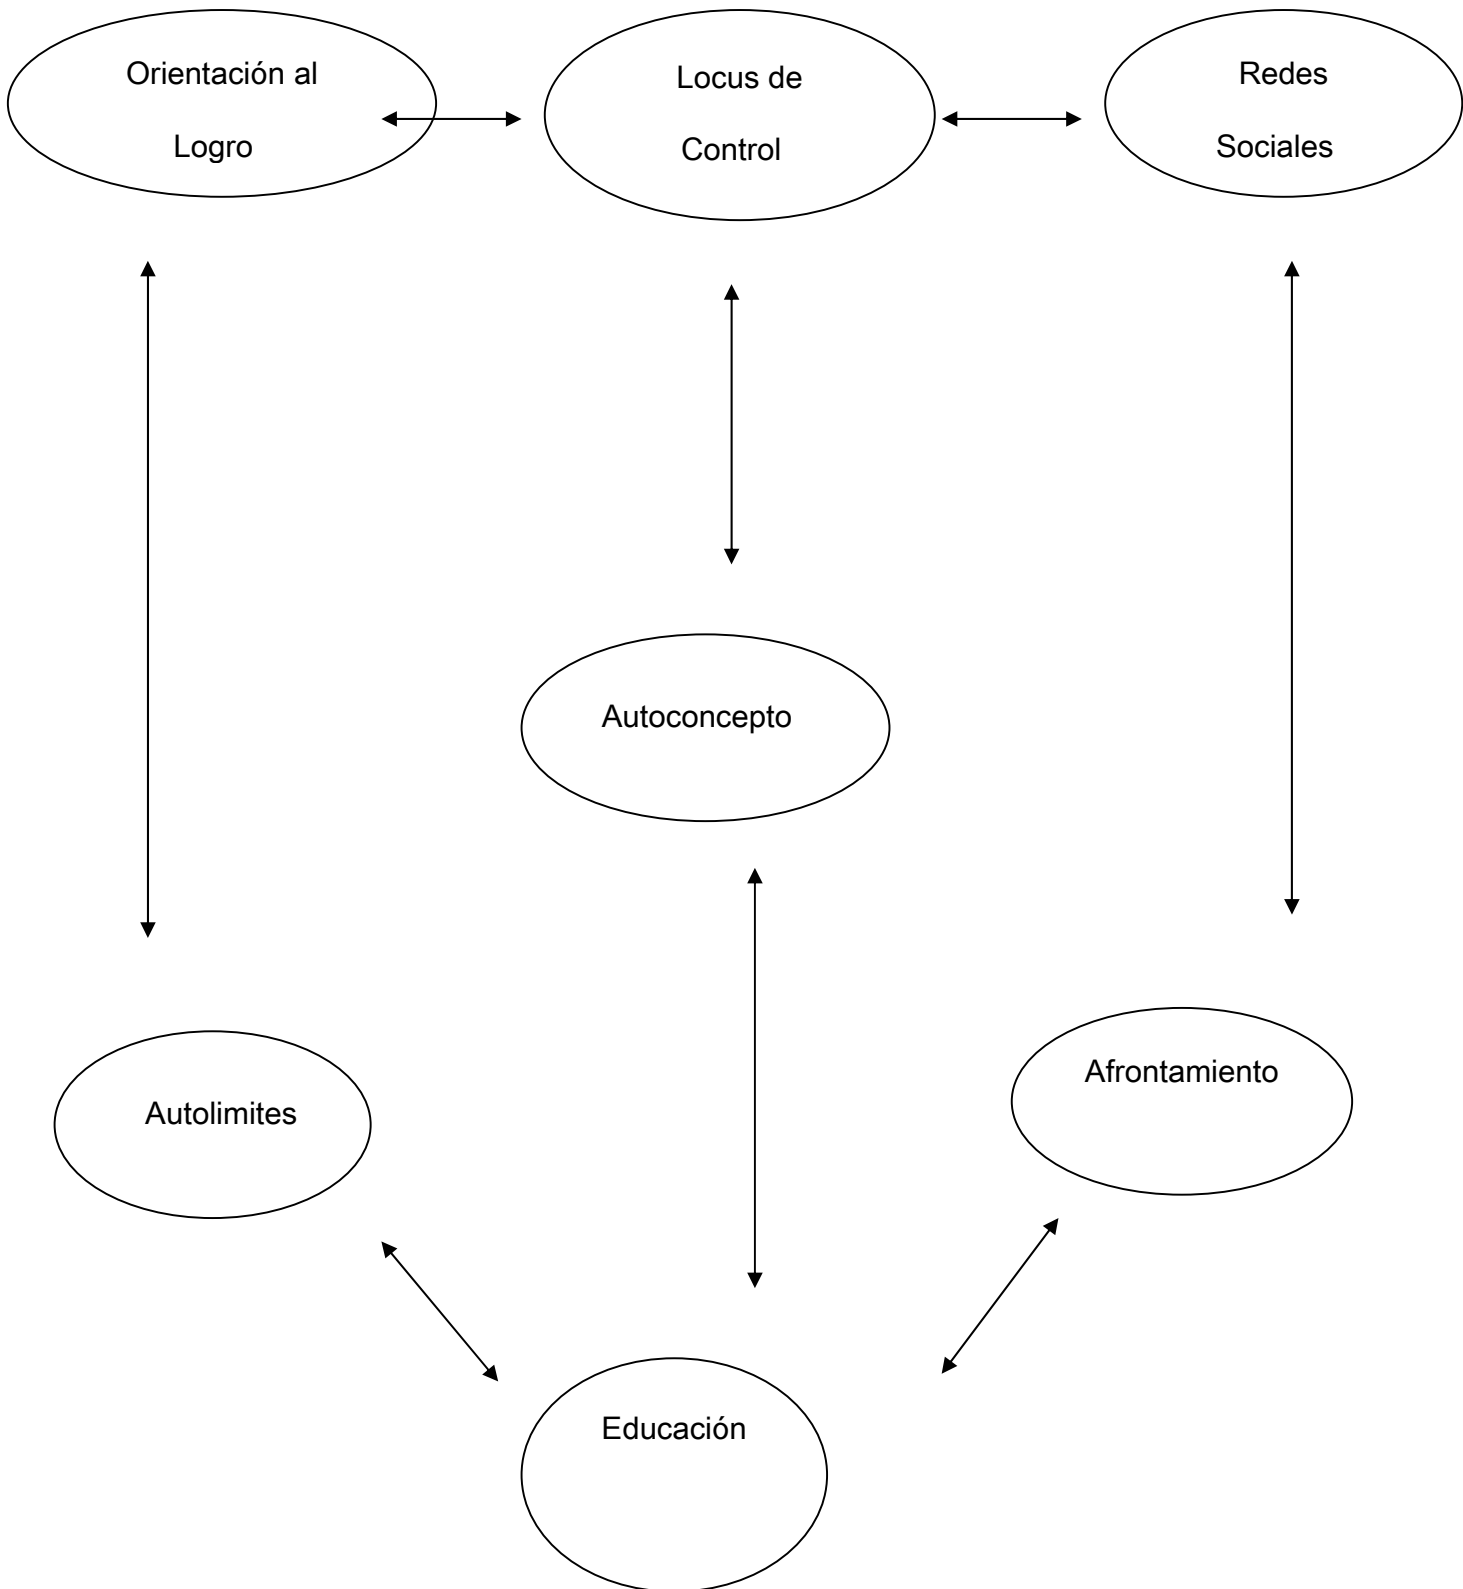 Orientación al
Logro
Locus de
Control
Redes
Sociales
Autoconcepto
Autolimites
Afrontamiento
Educación